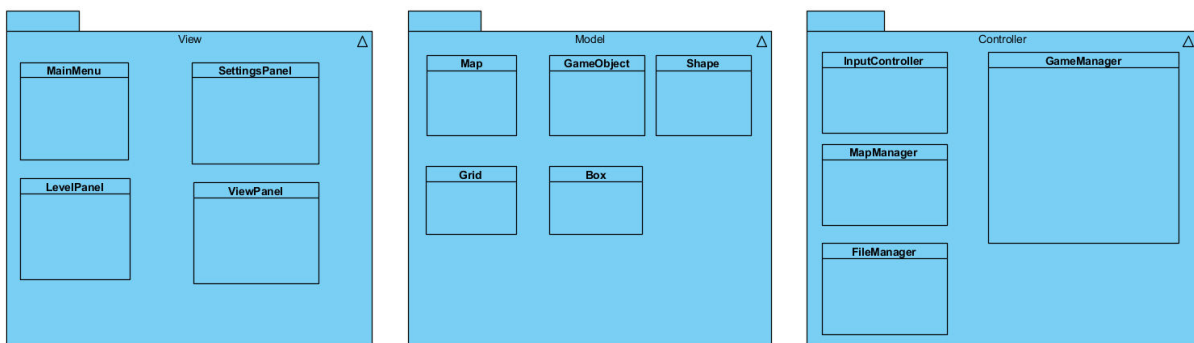 View
MainMenu
SettingsPanel
LevelPanel
ViewPanel
Model
Map
GameObject
Shape
Grid
Box
Controller
InputController
GameManager
MapManager
FileManager